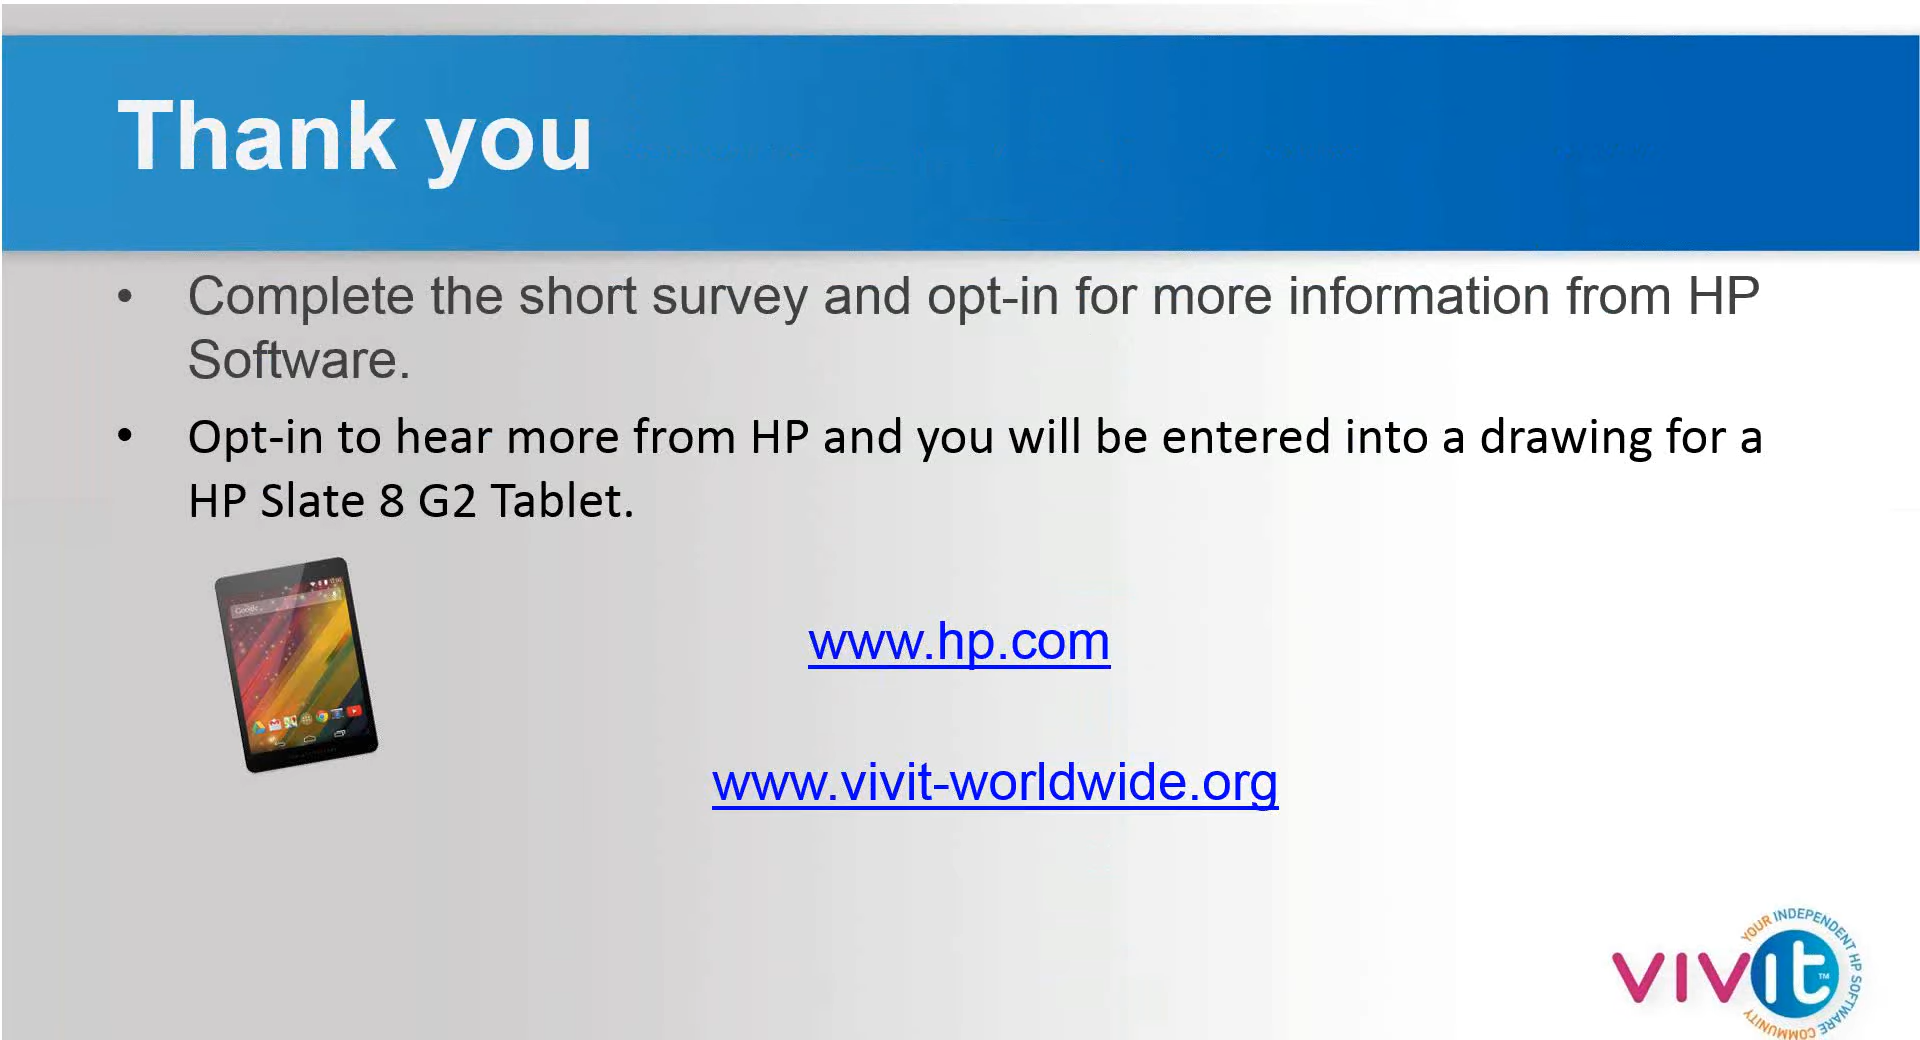 Thank you
• Complete the short survey and opt-in for more information from HP
Software.
• Opt-in to hear more from HP and you will be entered into a drawing for a
HP Slate 8 G2 Tablet.
Google
www.hp.com
www.vivit-worldwide.org
vivit™
YOUR INDEPENDENT HP SOFTWARE COMMUNITY